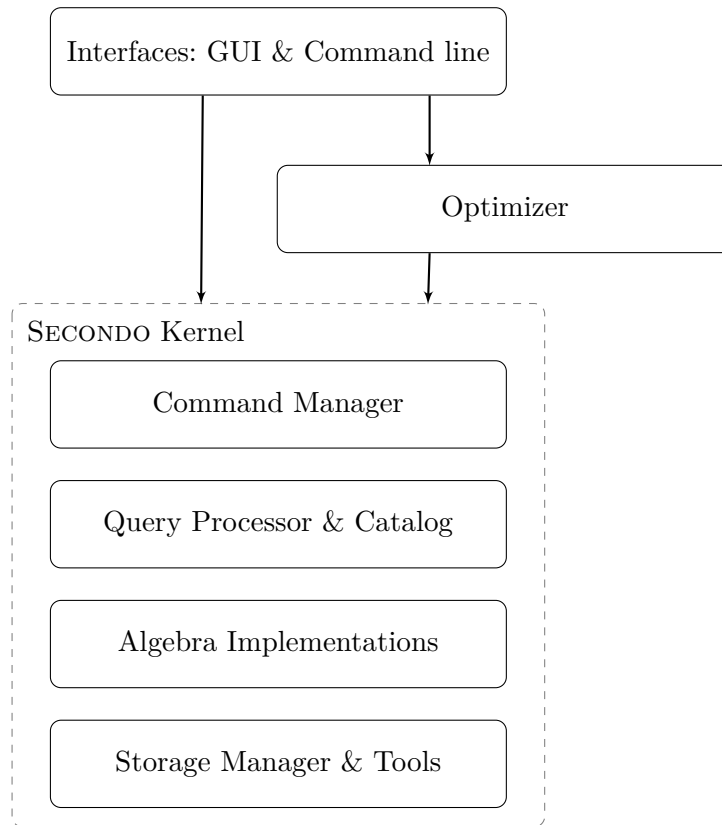 Interfaces: GUI & Command line
Optimizer
SECONDO Kernel
Command Manager
Query Processor & Catalog
Algebra Implementations
Storage Manager & Tools